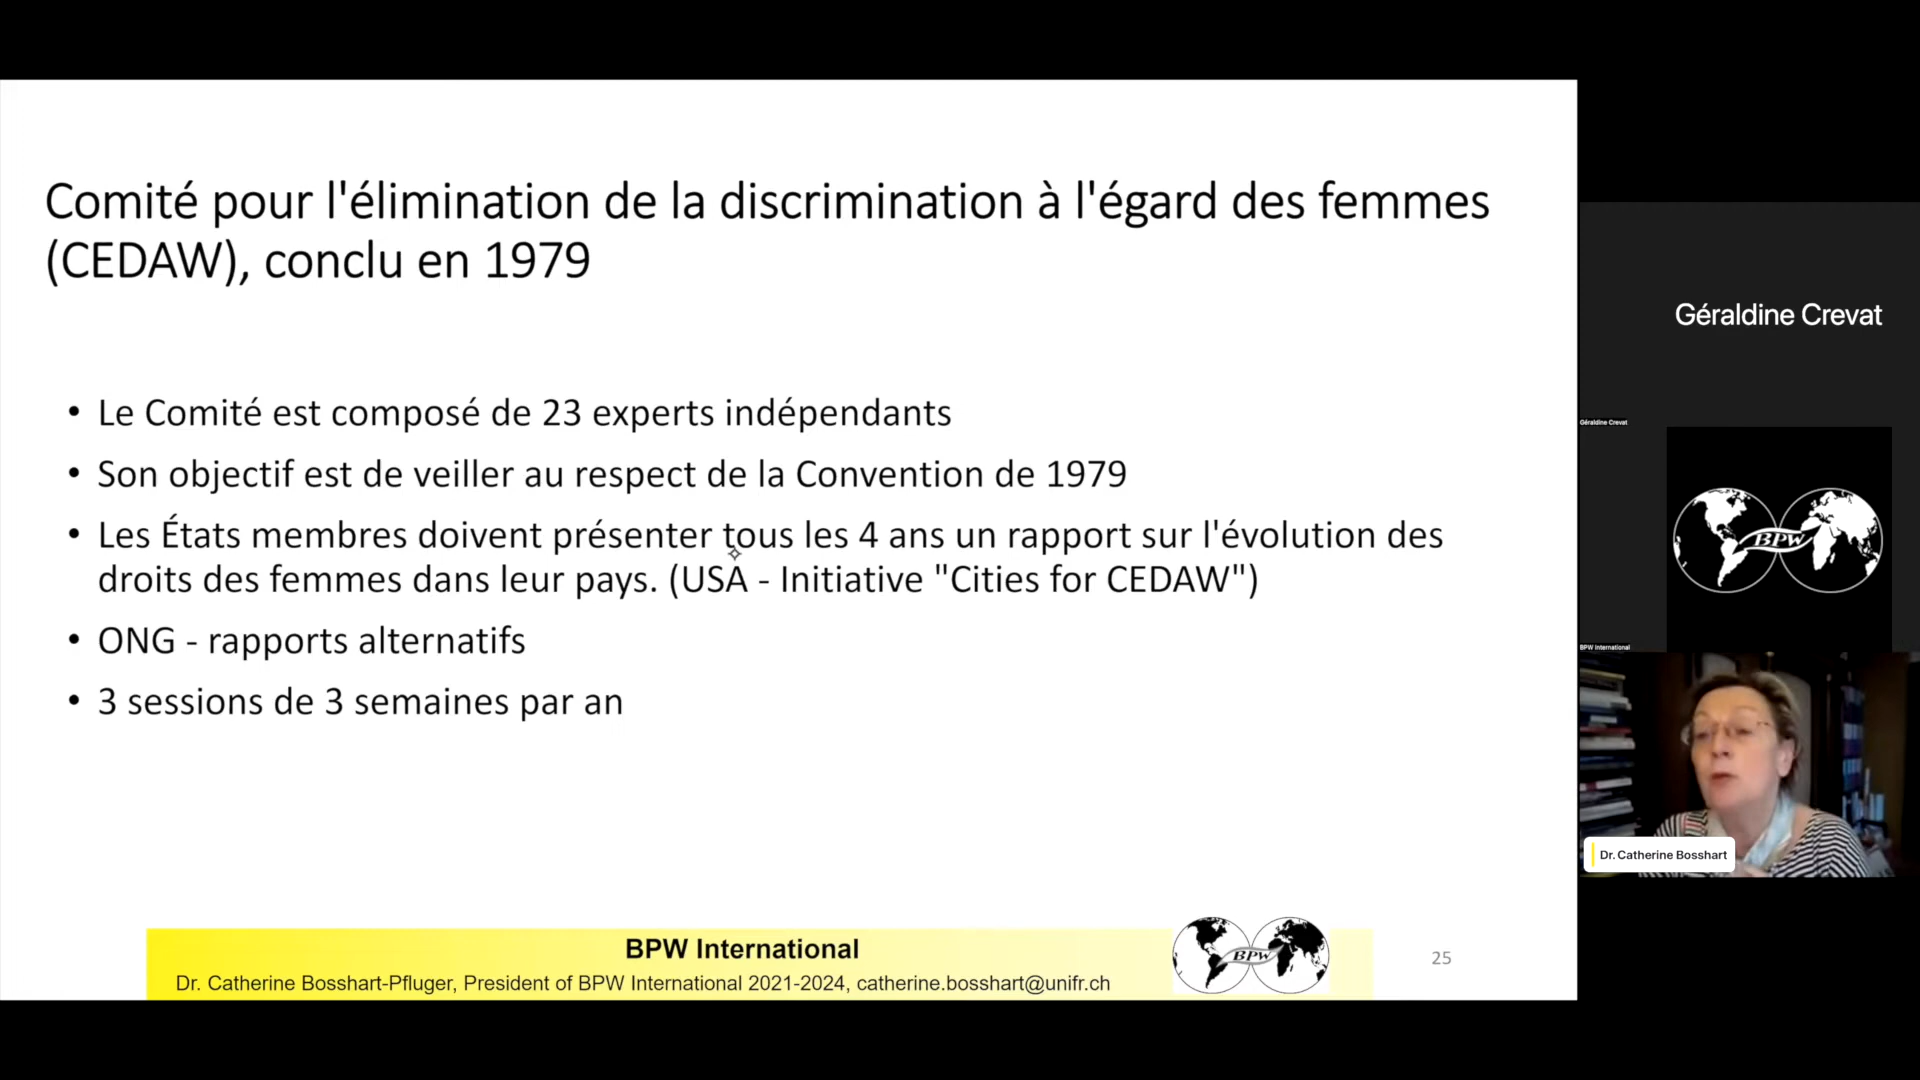 Comité pour l'élimination de la discrimination à l'égard des femmes
(CEDAW), conclu en 1979
• Le Comité est composé de 23 experts indépendants
• Son objectif est de veiller au respect de la Convention de 1979
• Les États membres doivent présenter tous les 4 ans un rapport sur l'évolution des
droits des femmes dans leur pays. (USA - Initiative "Cities for CEDAW")
• ONG - rapports alternatifs
• 3 sessions de 3 semaines par an
BPW International
Dr. Catherine Bosshart-Pfluger, President of BPW International 2021-2024, catherine.bosshart@unifr.ch
BPW
25
Géraldine Crevat
Géraldine Crevat
BPW
BPW International
Dr. Catherine Bosshart